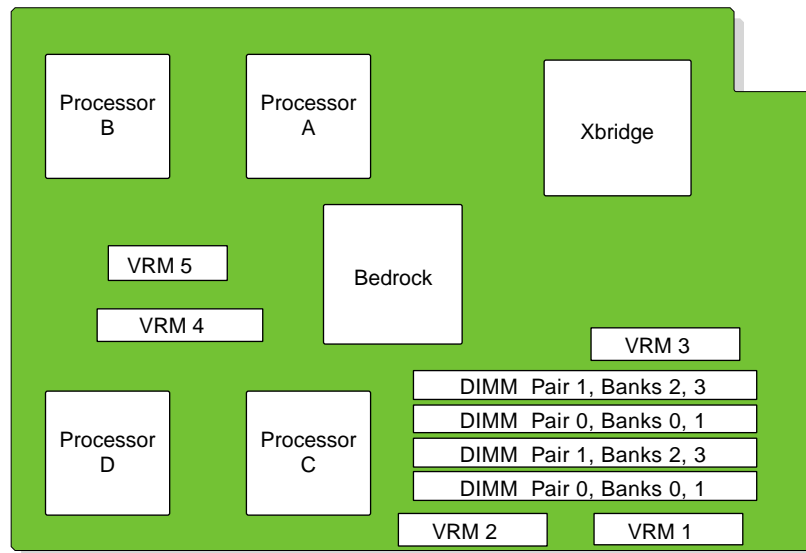 Processor
B
Processor
A
Xbridge
Bedrock
VRM 5
VRM 4
VRM 3
DIMM Pair 1, Banks 2, 3
DIMM Pair 0, Banks 0, 1
DIMM Pair 1, Banks 2, 3
DIMM Pair 0, Banks 0, 1
Processor
D
Processor
C
VRM 2
VRM 1